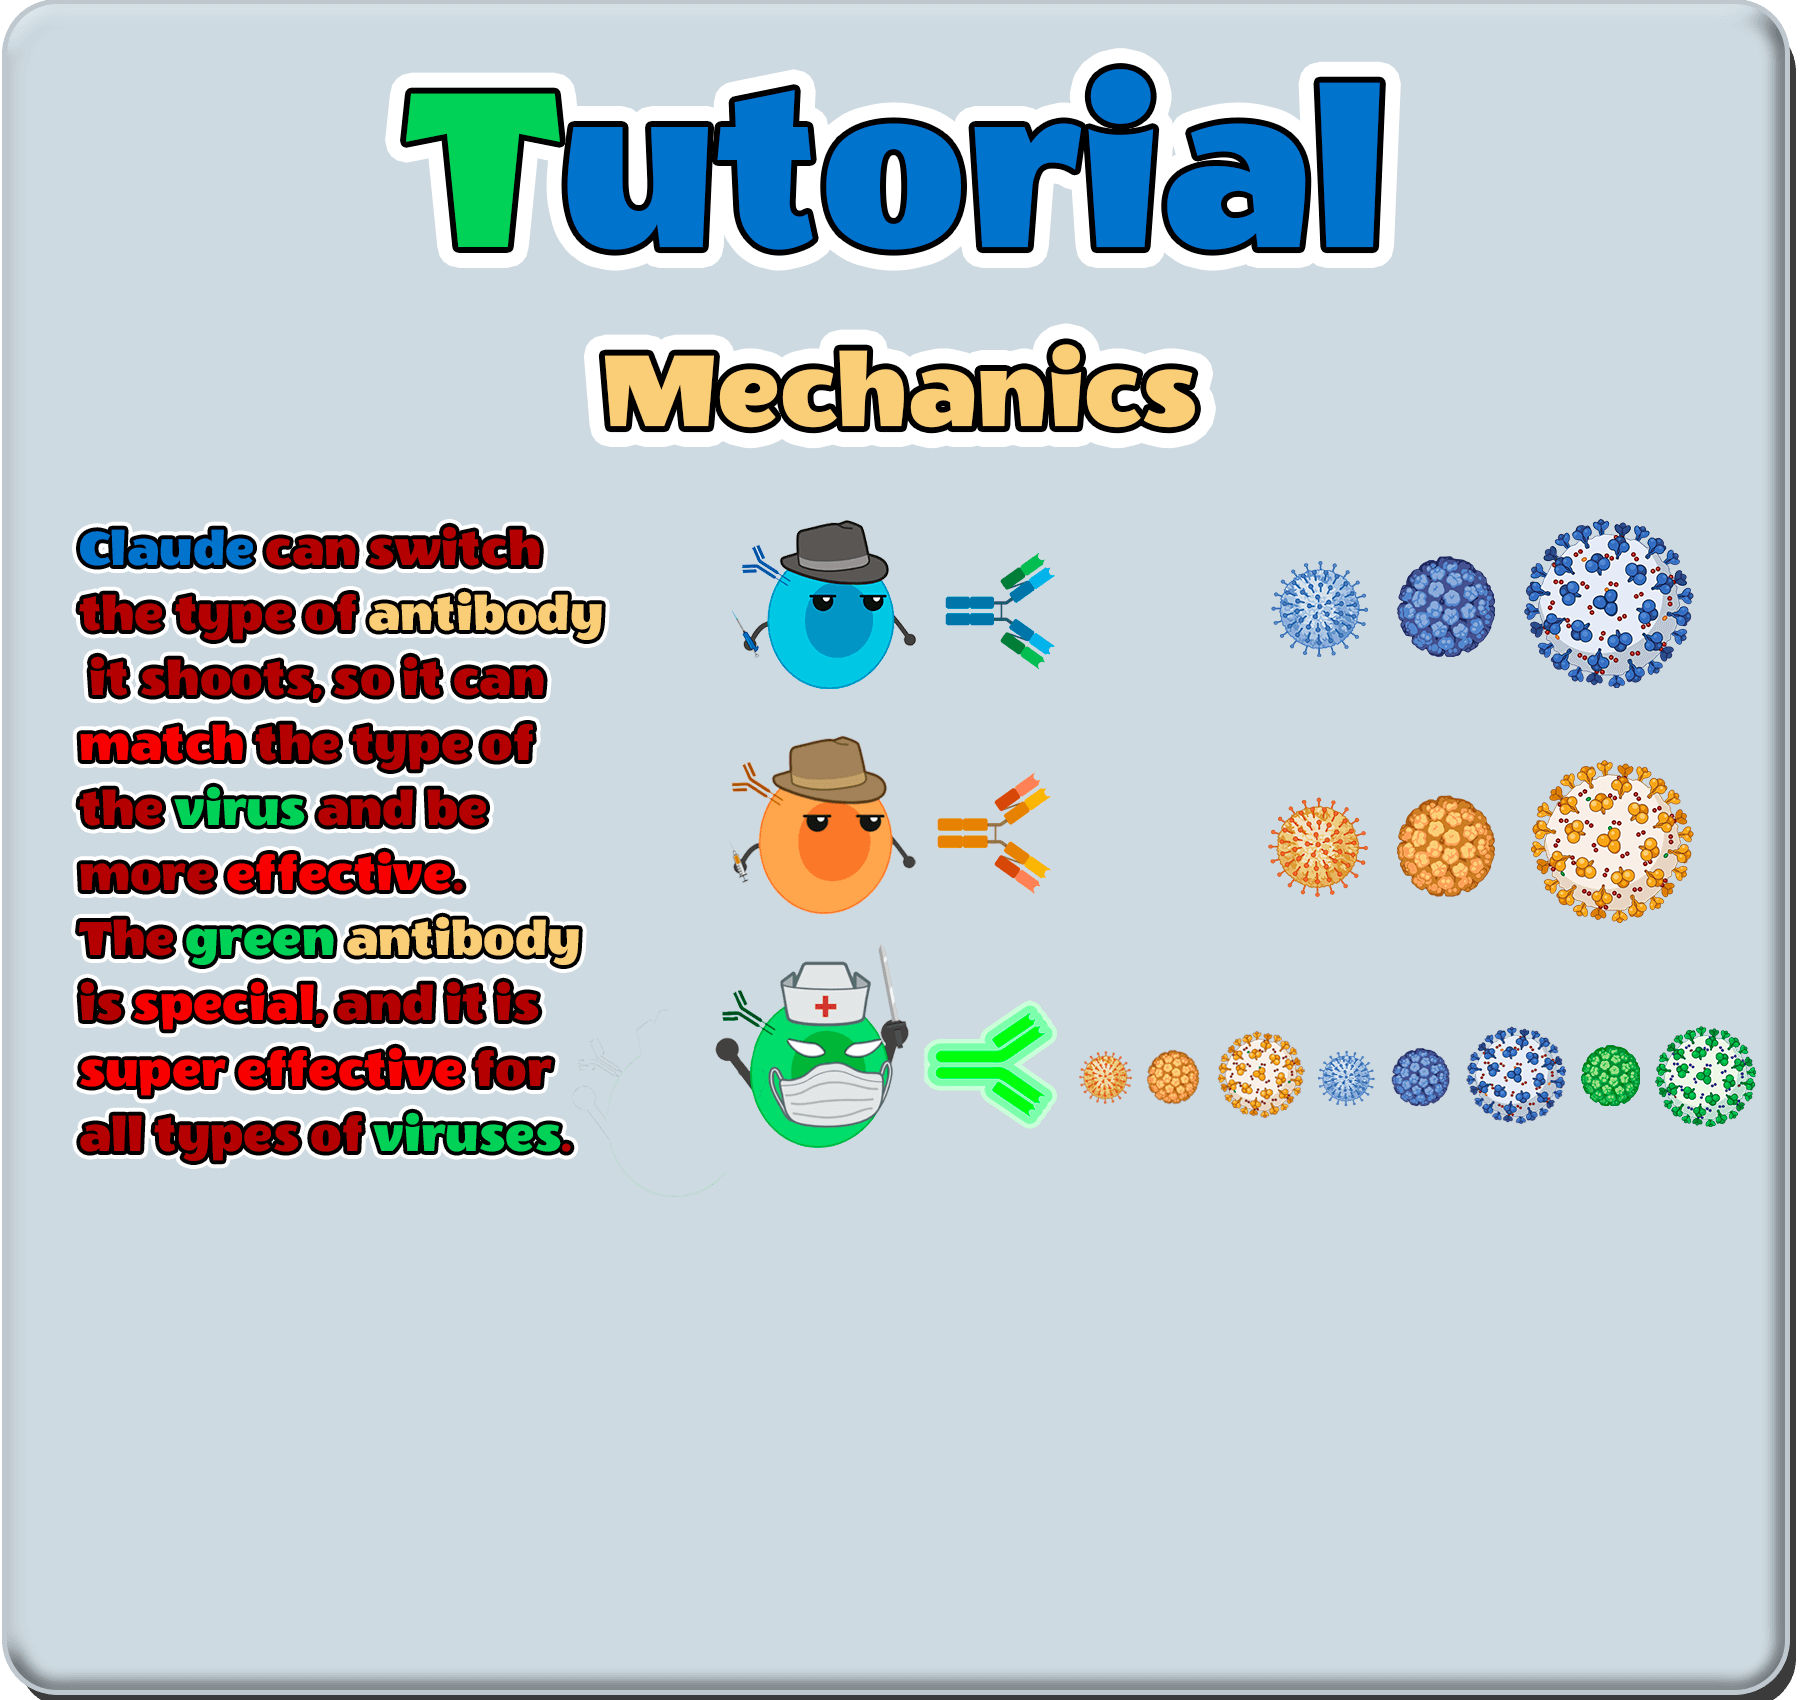 Tutorial
Mechanics
Claude can switch
the type of antibody
it shoots, so it can
match the type of
the virus and be
more effective.
The green antibody
is special, and it is
super effective for
all types of viruses.